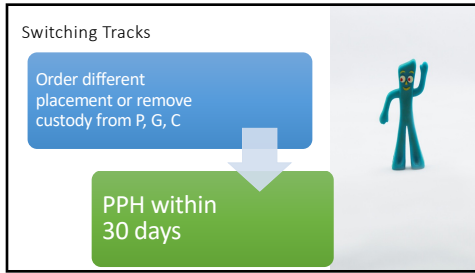 Switching Tracks
Order different
placement or remove
custody from P, G, C
PPH within
30 days